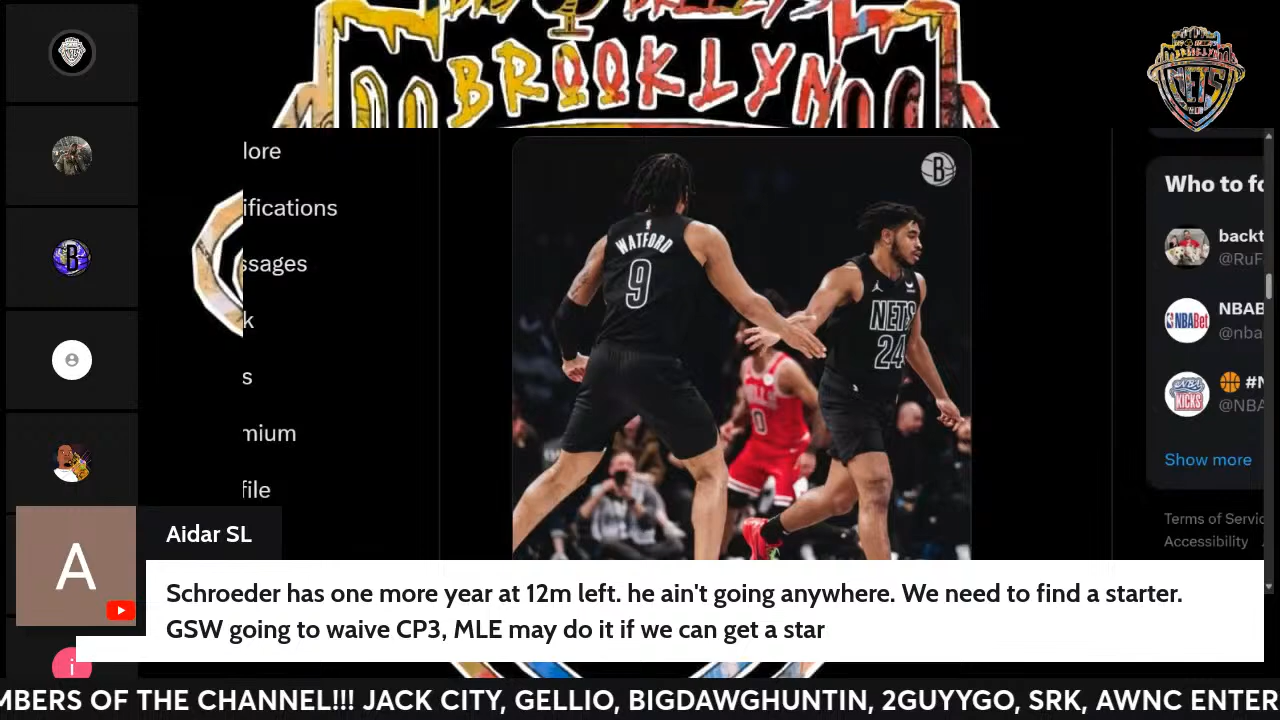 BROOKLYN
NETS
lore
ifications
ssages
k
s
mium
file
B
WATFORD
9
NETS
24
0
Who to fo
backt
@RuF
NBAB
NBABet
@nba
#N
KICKS
@NBA
Show more
Terms of Servic
Accessibility
B
A
Aidar SL
Schroeder has one more year at 12m left. he ain't going anywhere. We need to find a starter.
GSW going to waive CP3, MLE may do it if we can get a star
i
MBERS OF THE CHANNEL!!! JACK CITY, GELLIO, BIGDAWGHUNTIN, 2GUYYGO, SRK, AWNC ENTER